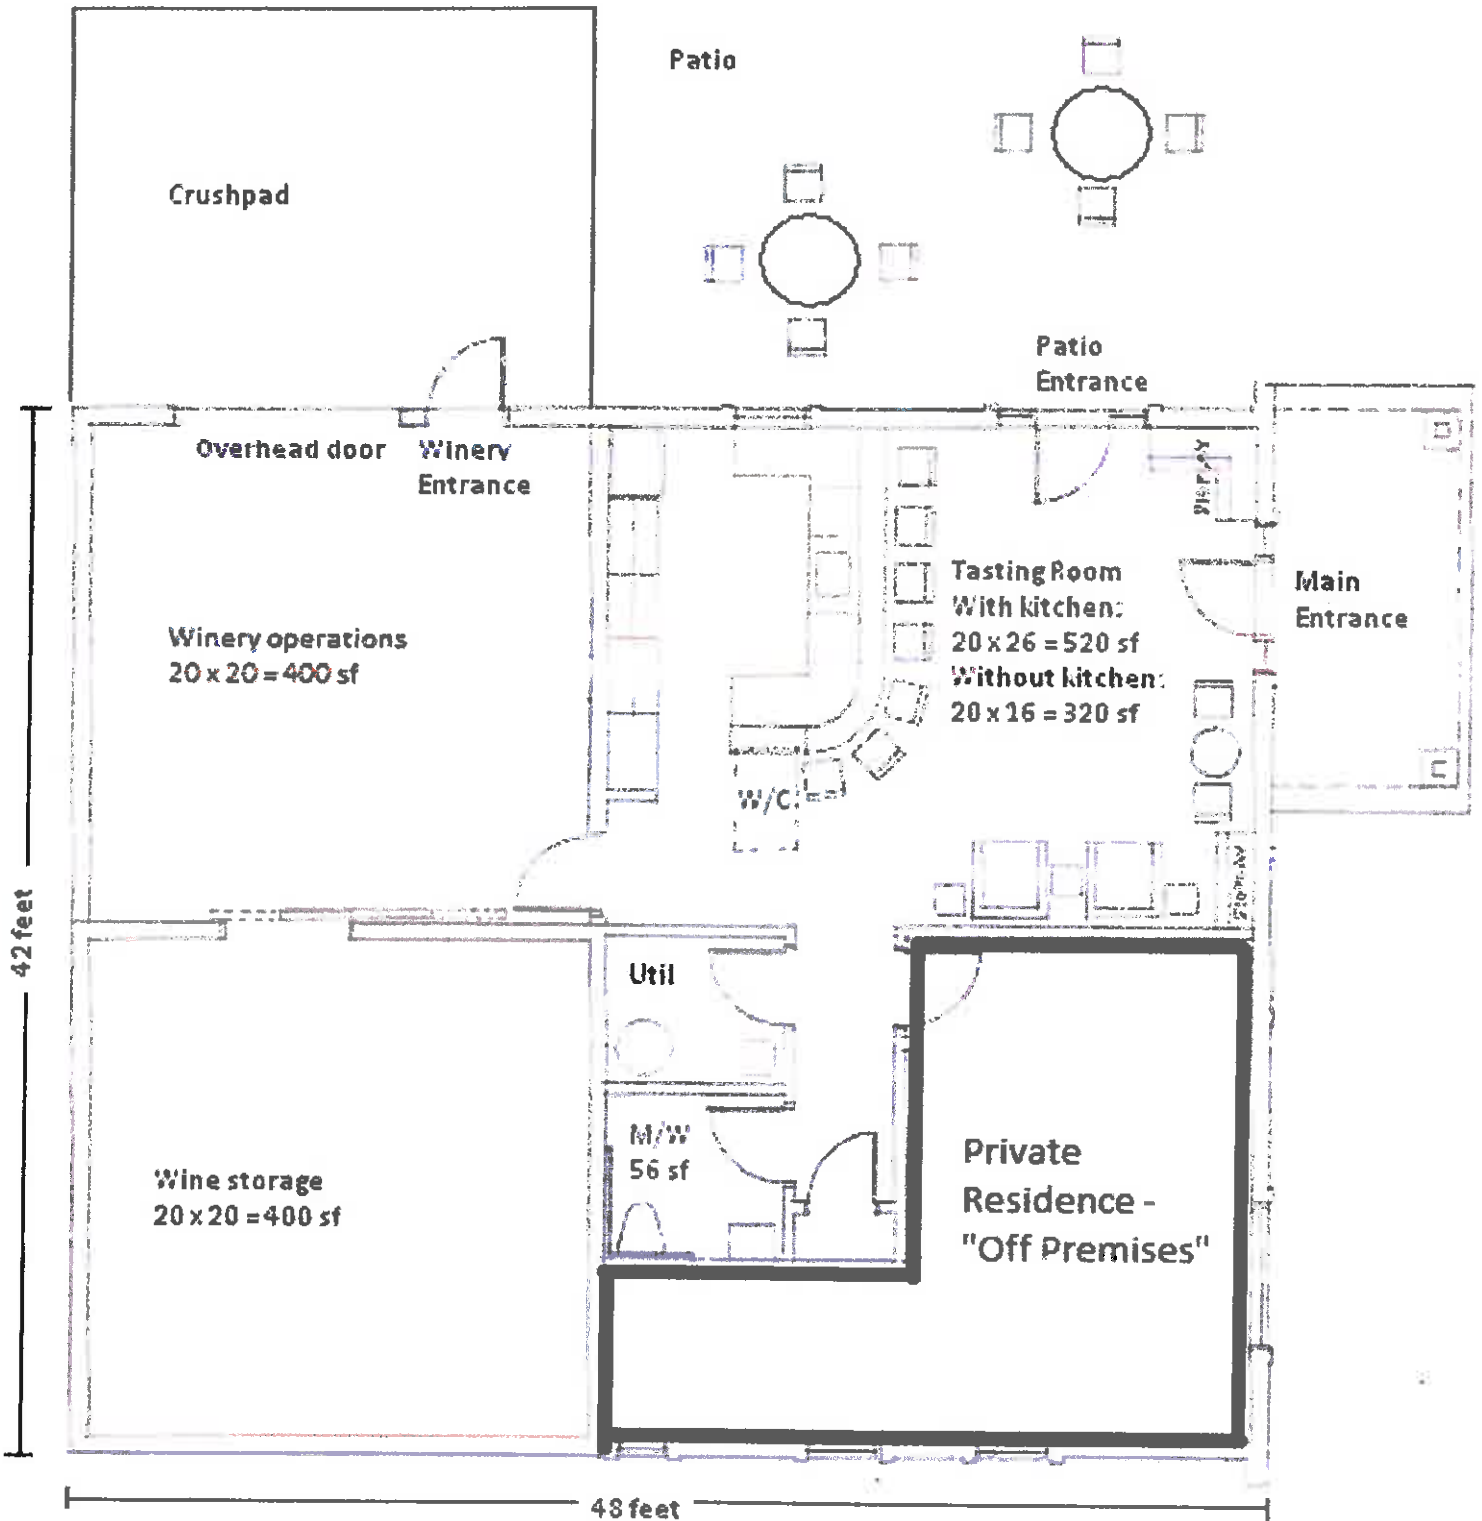 Patio
Crushpad
Patio
Entrance
Overhead door
Winery
Entrance
DISPLAY
Tasting Room
With kitchen:
20 x 26 = 520 sf
Without kitchen:
20 x 16 = 320 sf
Main
Entrance
Winery operations
20 x 20 = 400 sf
W/C
DISPLAY
42 feet
Util
M/W
56 sf
Wine storage
20 x 20 = 400 sf
Private
Residence -
"Off Premises"
48 feet